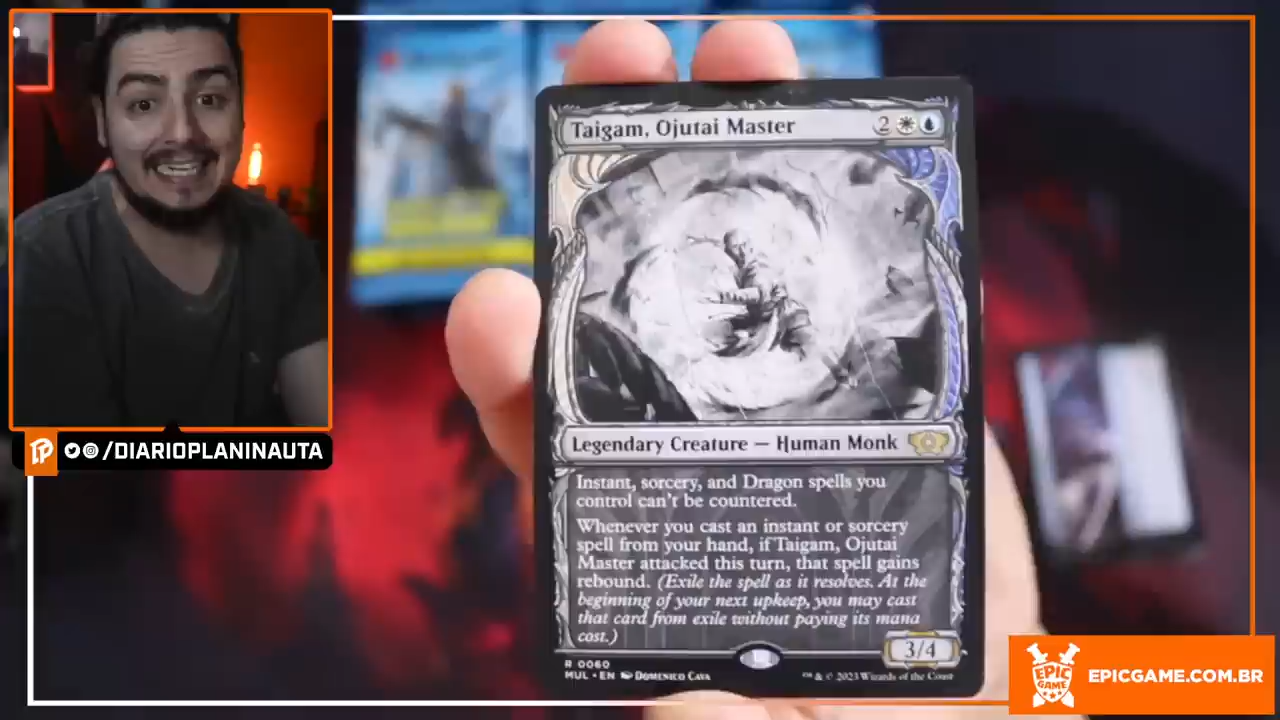 Taigam, Ojutai Master 2
Legendary Creature — Human Monk
Instant, sorcery, and Dragon spells you
control can't be countered.
Whenever you cast an instant or sorcery
spell from your hand, if Taigam, Ojutai
Master attacked this turn, that spell gains
rebound. (Exile the spell as it resolves. At the
beginning of your next upkeep, you may cast
that card from exile without paying its mana
cost.)
3/4
R 0060
MUL • EN Domenico Cava
™ & © 2023 Wizards of the Coast
/DIARIOPLANINAUTA
EPIC
GAME
EPICGAME.COM.BR